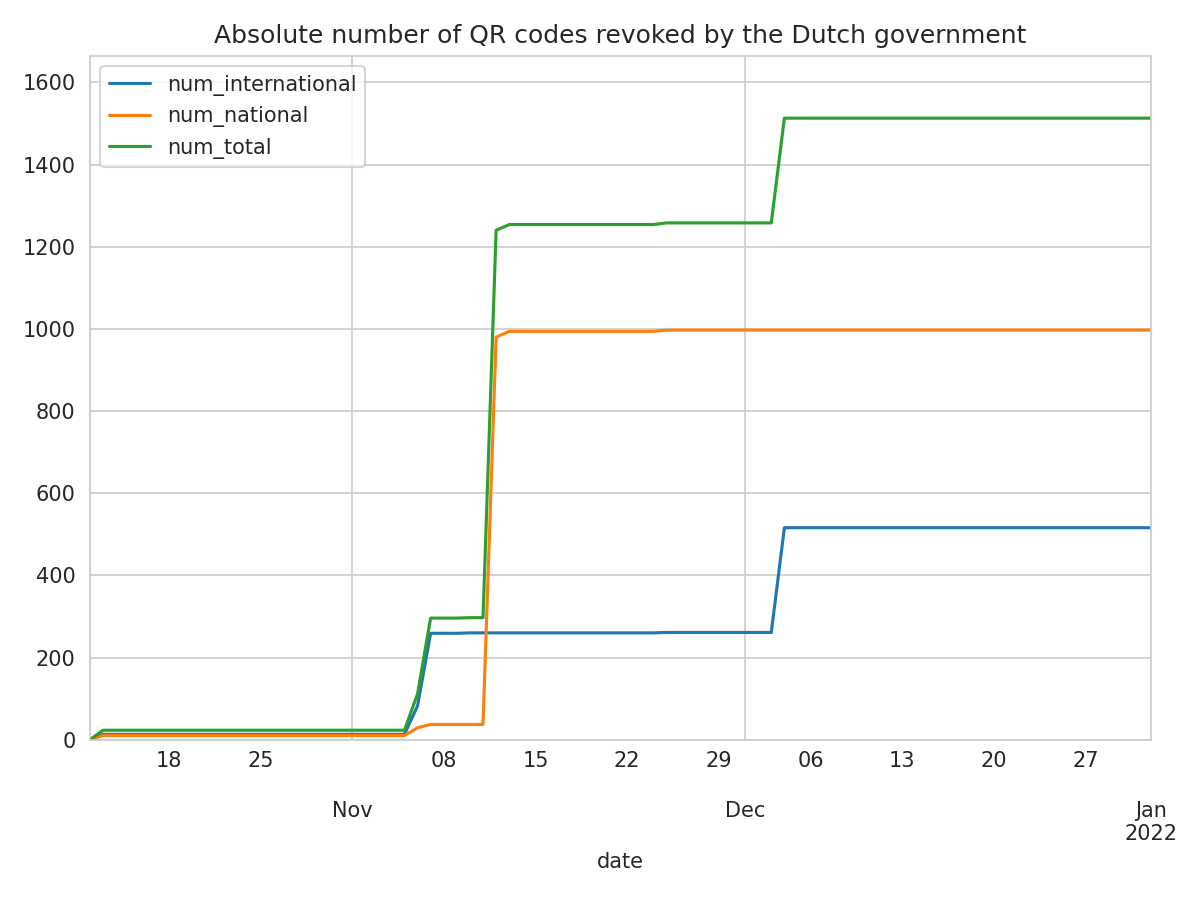 Absolute number of QR codes revoked by the Dutch government
num_international
num_national
num_total
1600
1400
1200
1000
800
600
400
200
0
18 25 08 15 22 29 06 13 20 27
Nov Dec Jan
2022
date